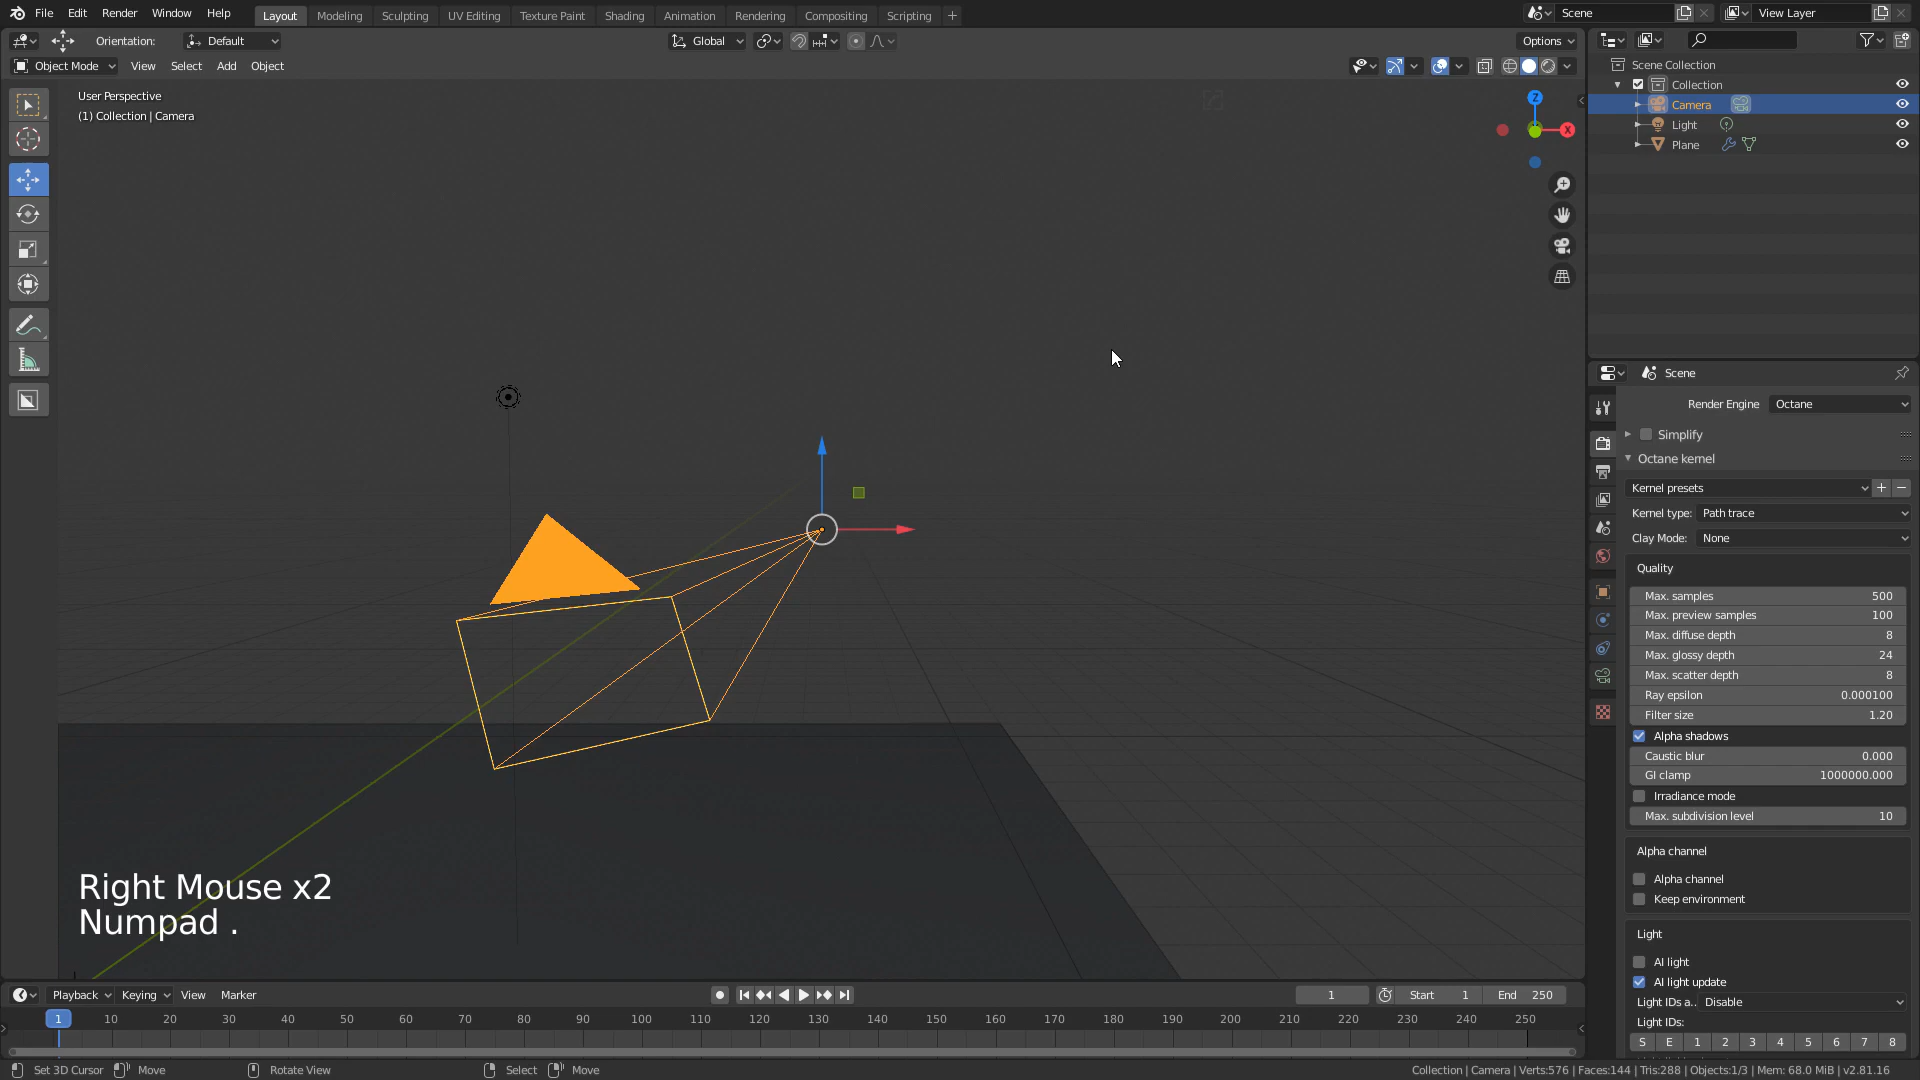 File Edit Render Window Help
Layout Modeling Sculpting UV Editing Texture Paint Shading Animation Rendering Compositing Scripting +
Scene View Layer
Orientation: Default Global Options
Object Mode View Select Add Object
User Perspective
(1) Collection | Camera
Z
X
Scene Collection
Collection
Camera
Light
Plane
Scene
Render Engine Octane
Simplify
Octane kernel
Kernel presets
Kernel type: Path trace
Clay Mode: None
Quality
Max. samples 500
Max. preview samples 100
Max. diffuse depth 8
Max. glossy depth 24
Max. scatter depth 8
Ray epsilon 0.000100
Filter size 1.20
Alpha shadows
Caustic blur 0.000
GI clamp 1000000.000
Irradiance mode
Max. subdivision level 10
Alpha channel
Alpha channel
Keep environment
Light
AI light
AI light update
Light IDs a.. Disable
Light IDs:
S E 1 2 3 4 5 6 7 8
Right Mouse x2
Numpad .
Playback Keying View Marker
1 Start 1 End 250
1 10 20 30 40 50 60 70 80 90 100 110 120 130 140 150 160 170 180 190 200 210 220 230 240 250
Set 3D Cursor Move Rotate View Select Move
Collection | Camera | Verts:576 | Faces:144 | Tris:288 | Objects:1/3 | Mem: 68.0 MiB | v2.81.16